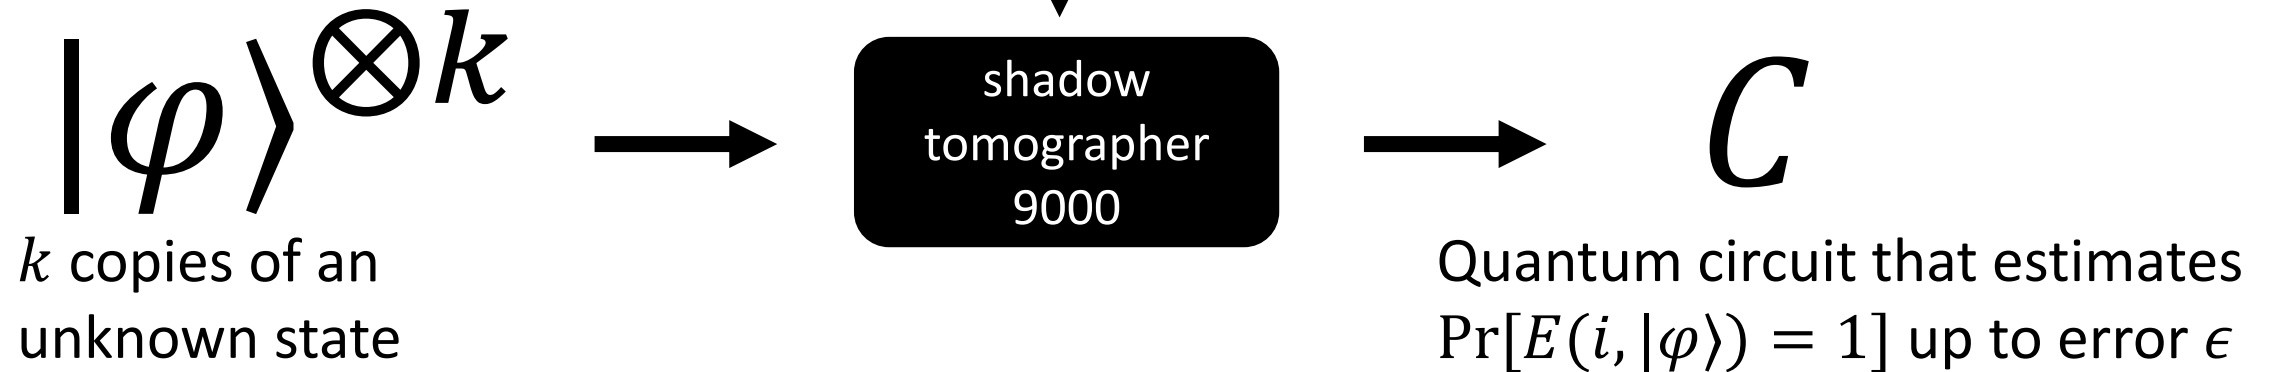 |φ⟩⊗k
shadow
tomographer
9000
C
k copies of an
unknown state
Quantum circuit that estimates
Pr[E(i, |φ⟩) = 1] up to error ϵ